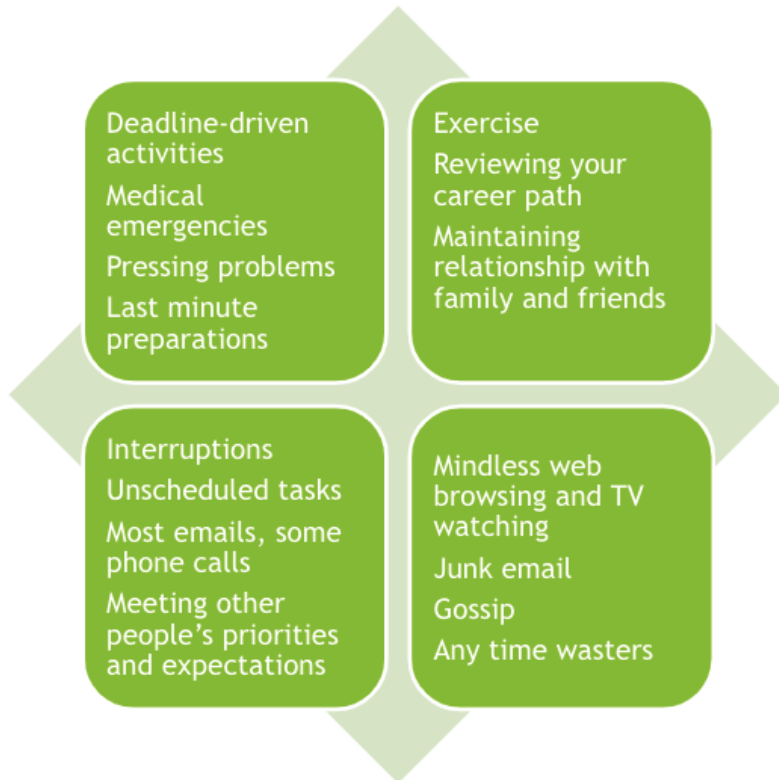 Deadline-driven
activities
Medical
emergencies
Pressing problems
Last minute
preparations
Exercise
Reviewing your
career path
Maintaining
relationship with
family and friends
Interruptions
Unscheduled tasks
Most emails, some
phone calls
Meeting other
people’s priorities
and expectations
Mindless web
browsing and TV
watching
Junk email
Gossip
Any time wasters